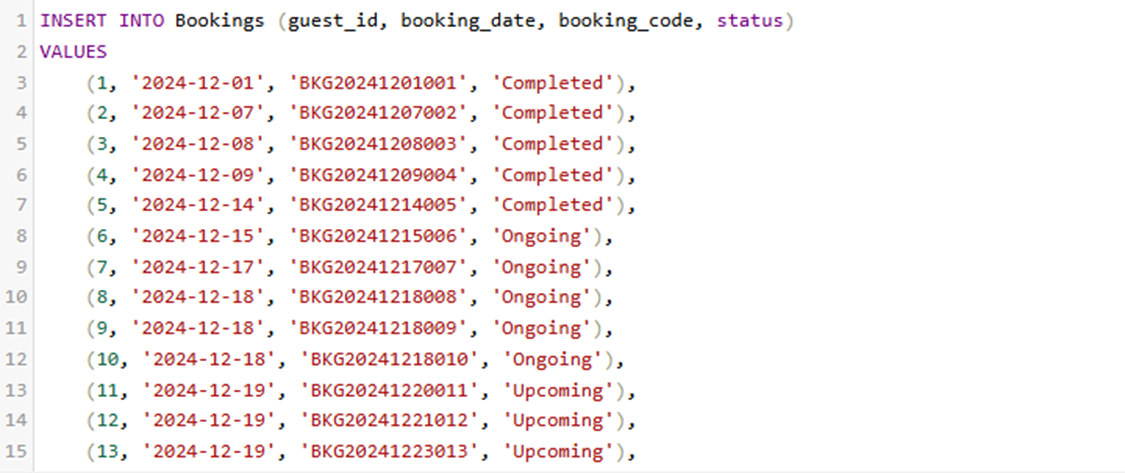 1 INSERT INTO Bookings (guest_id, booking_date, booking_code, status)
2 VALUES
3 (1, '2024-12-01', 'BKG20241201001', 'Completed'),
4 (2, '2024-12-07', 'BKG20241207002', 'Completed'),
5 (3, '2024-12-08', 'BKG20241208003', 'Completed'),
6 (4, '2024-12-09', 'BKG20241209004', 'Completed'),
7 (5, '2024-12-14', 'BKG20241214005', 'Completed'),
8 (6, '2024-12-15', 'BKG20241215006', 'Ongoing'),
9 (7, '2024-12-17', 'BKG20241217007', 'Ongoing'),
10 (8, '2024-12-18', 'BKG20241218008', 'Ongoing'),
11 (9, '2024-12-18', 'BKG20241218009', 'Ongoing'),
12 (10, '2024-12-18', 'BKG20241218010', 'Ongoing'),
13 (11, '2024-12-19', 'BKG20241220011', 'Upcoming'),
14 (12, '2024-12-19', 'BKG20241221012', 'Upcoming'),
15 (13, '2024-12-19', 'BKG20241223013', 'Upcoming'),